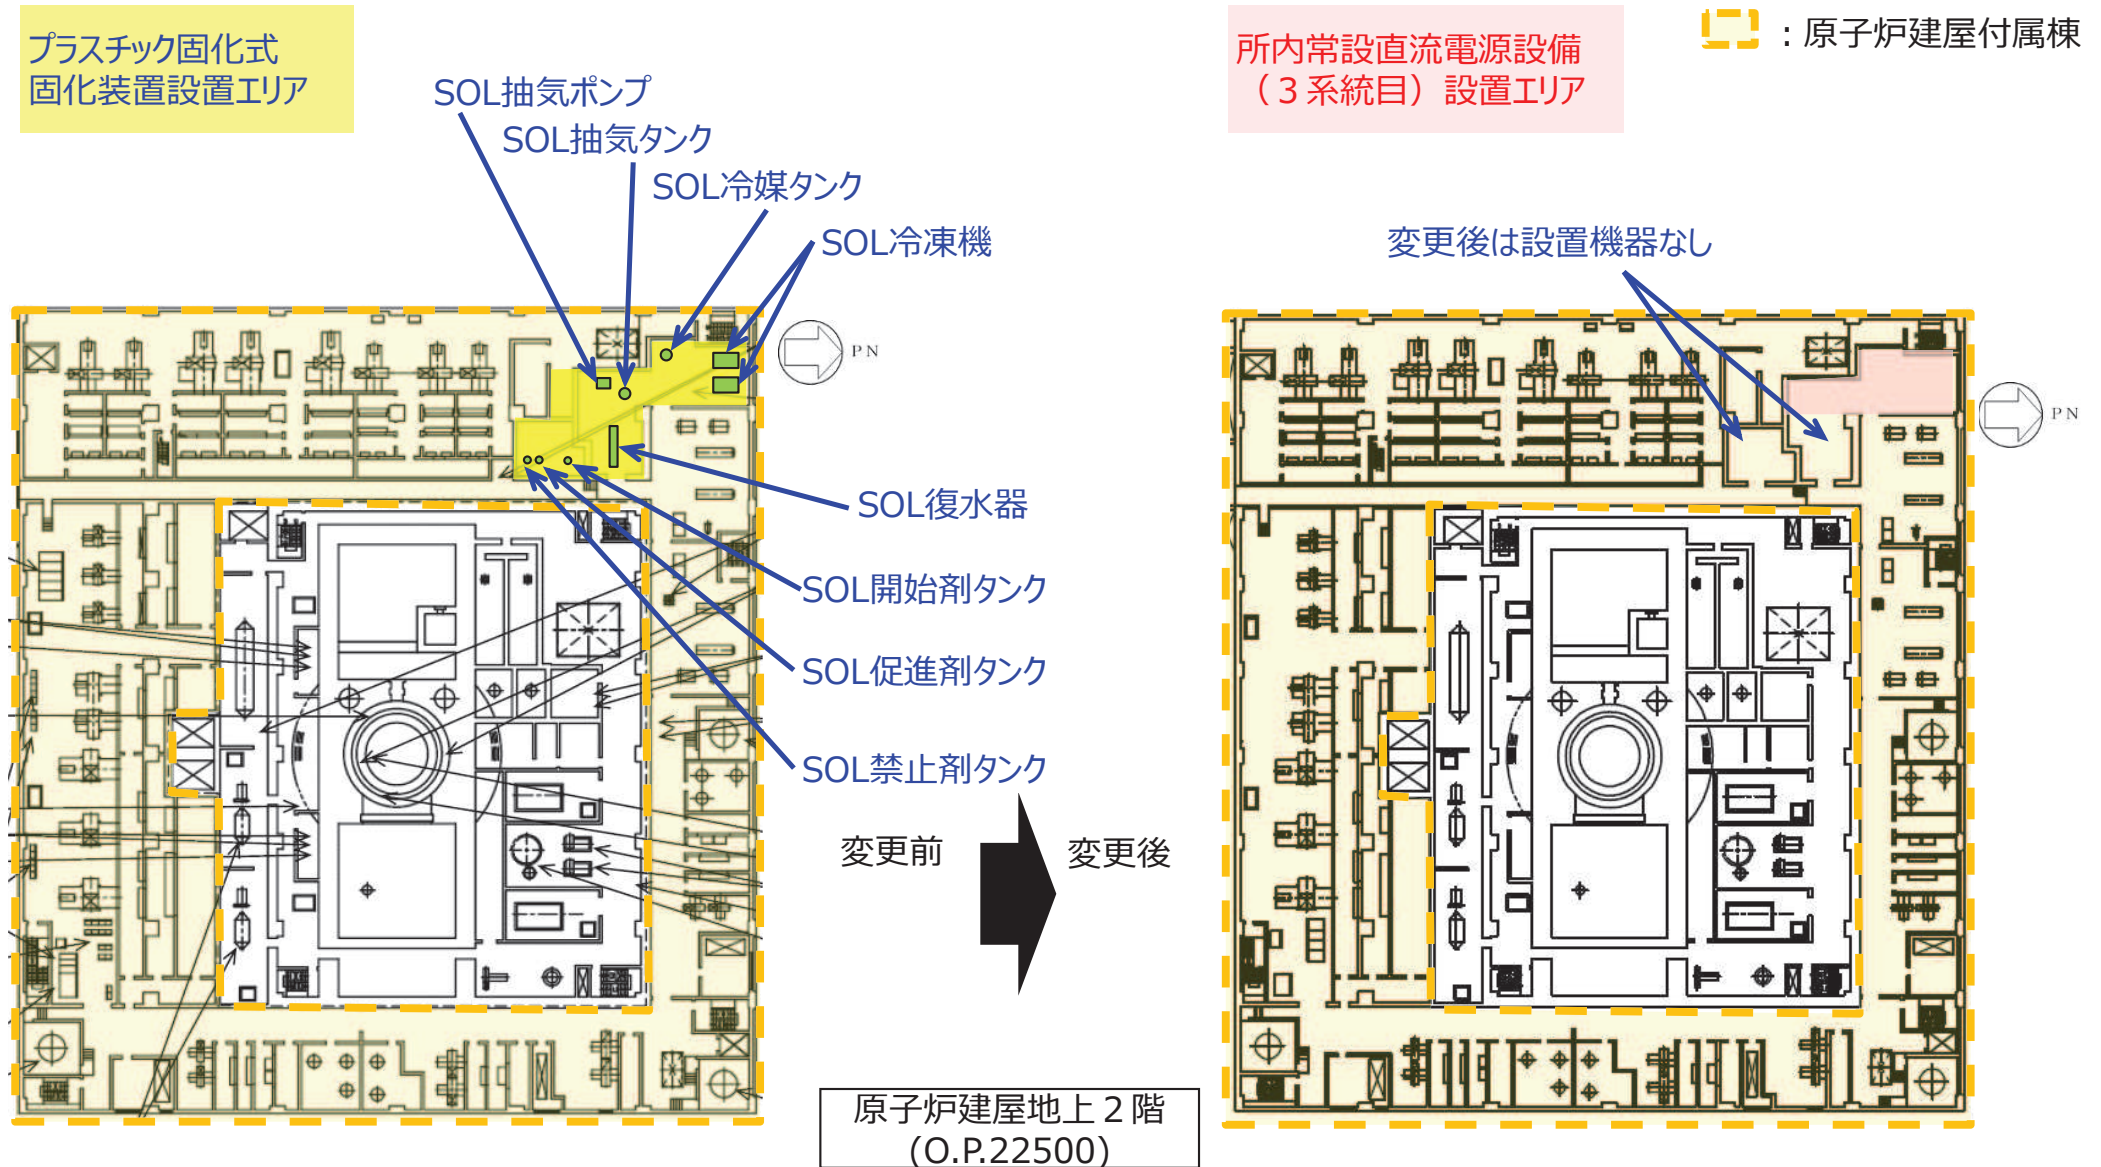 プラスチック固化式
固化装置設置エリア
所内常設直流電源設備
（３系統目）設置エリア
：原子炉建屋付属棟
SOL抽気ポンプ
SOL抽気タンク
SOL冷媒タンク
SOL冷凍機
変更後は設置機器なし
PN
PN
SOL復水器
SOL開始剤タンク
SOL促進剤タンク
SOL禁止剤タンク
変更前
変更後
原子炉建屋地上２階
(O.P.22500)